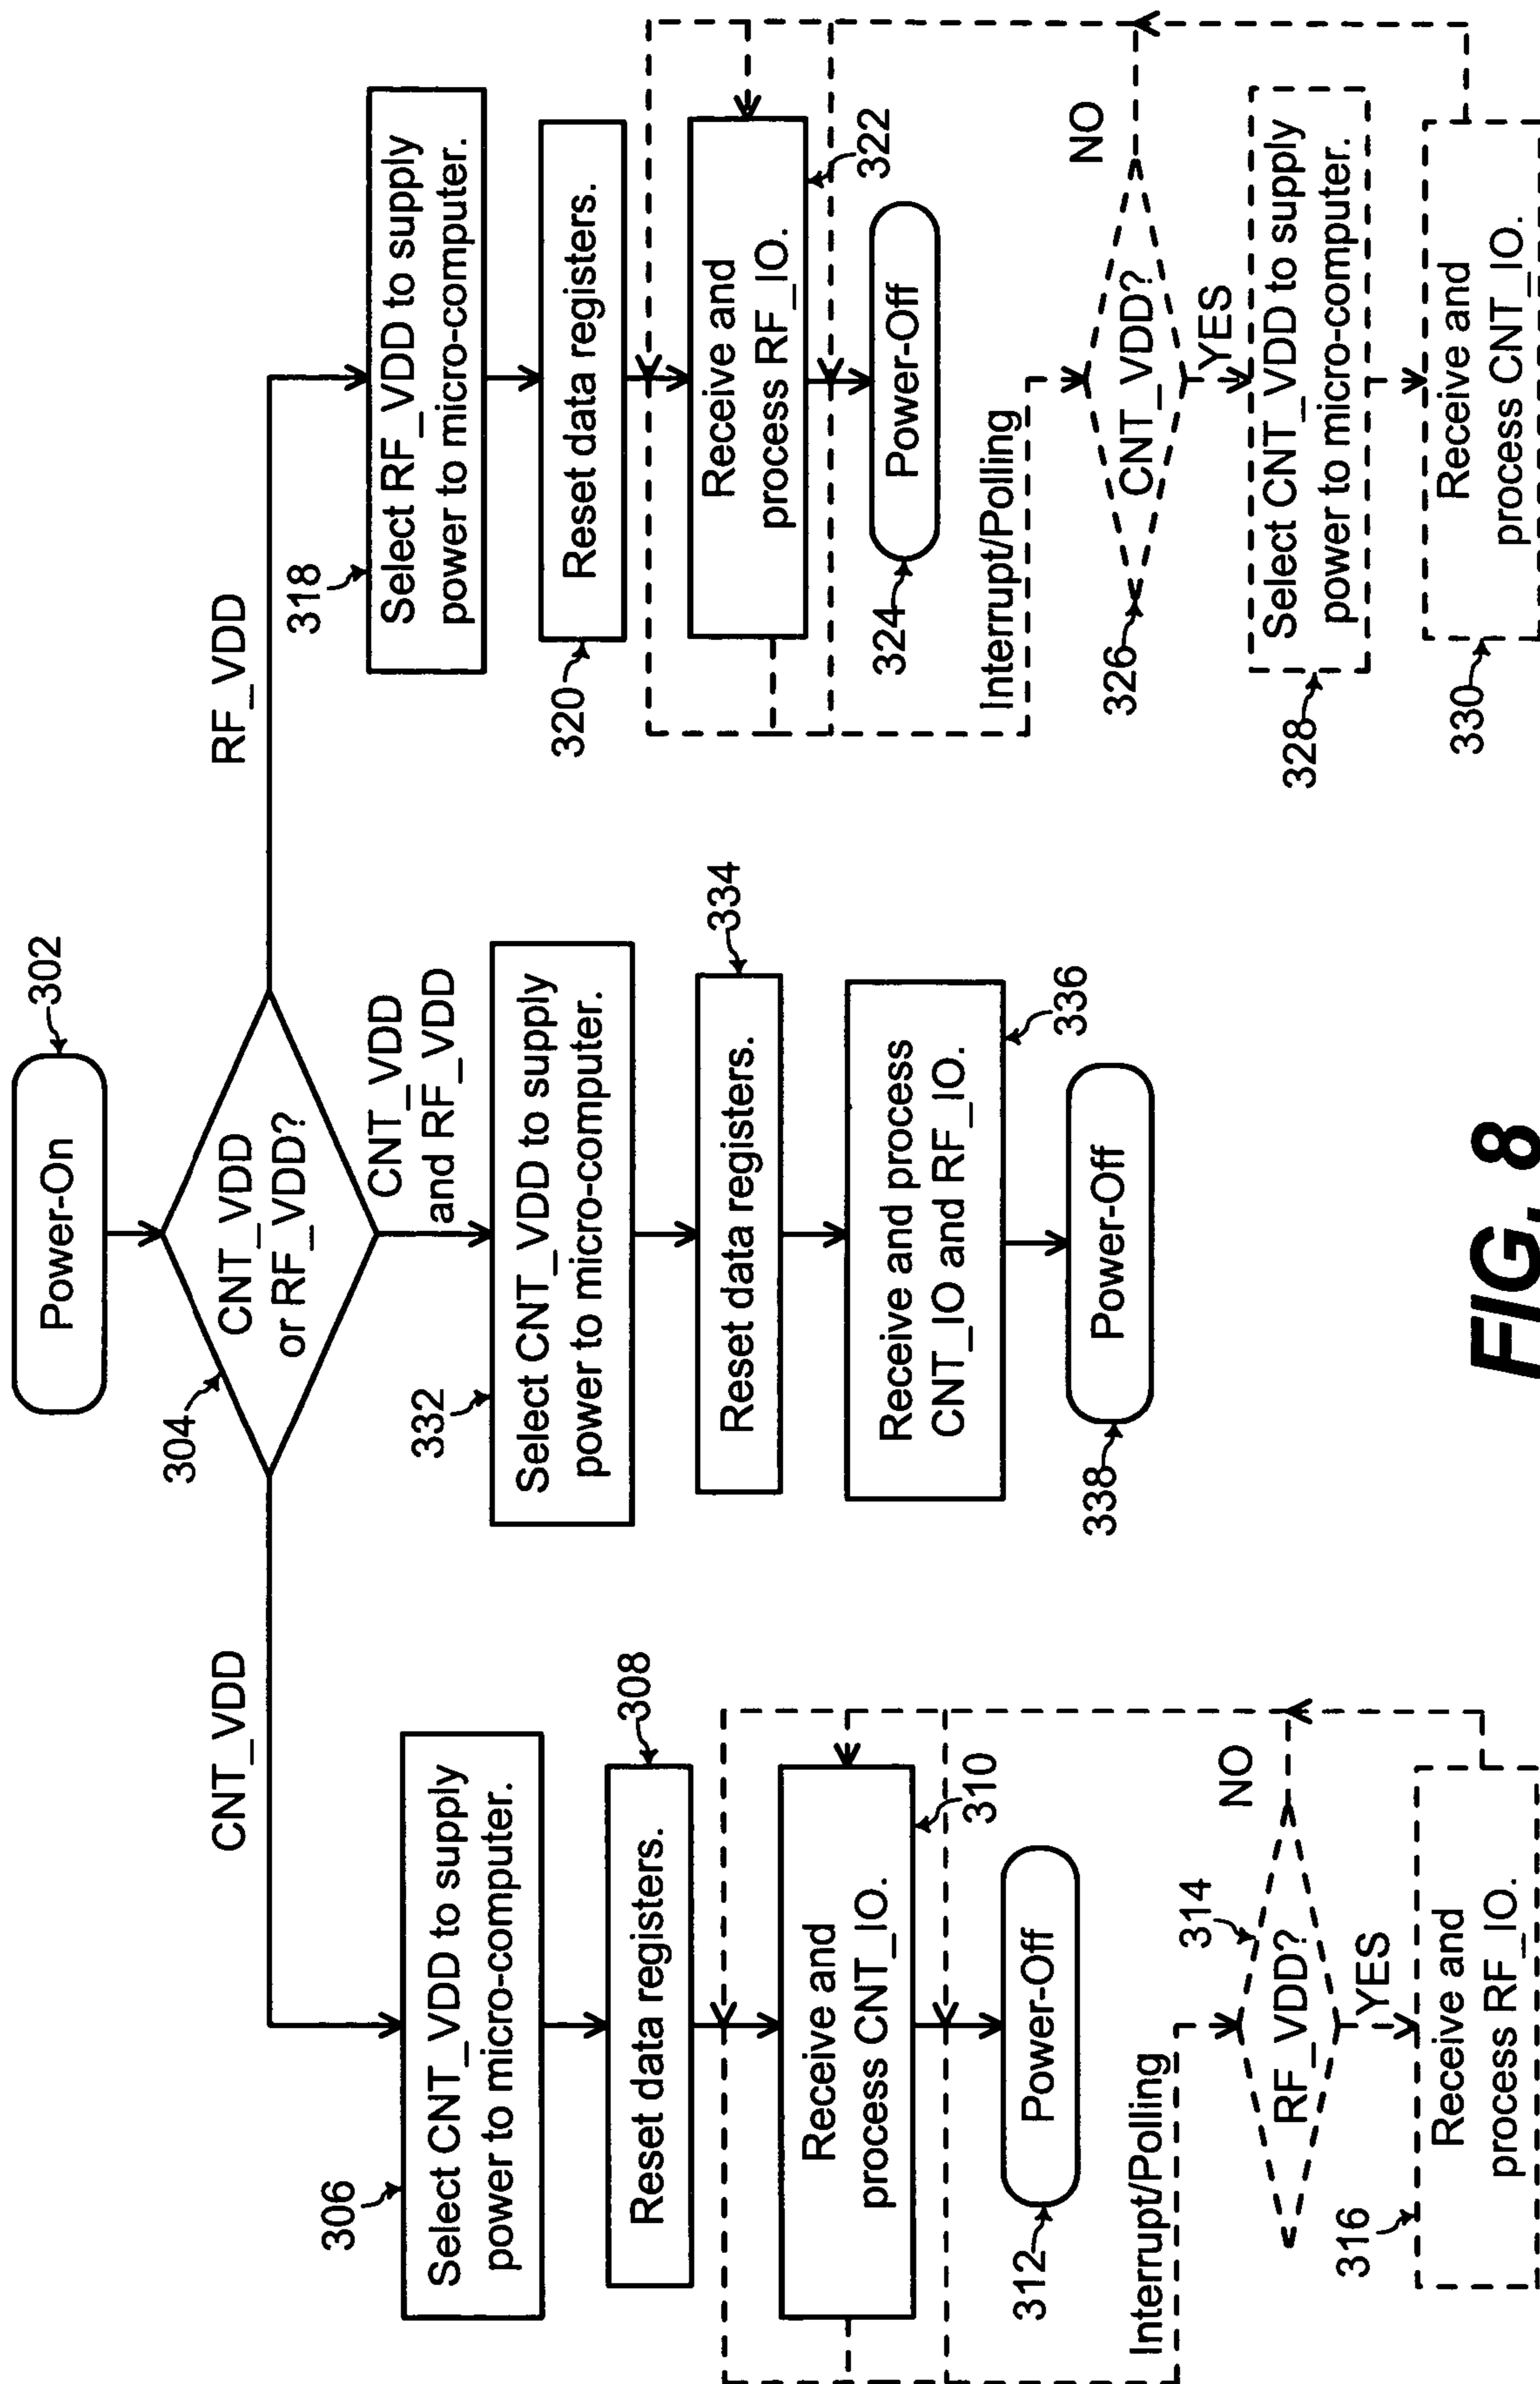 Power-On
302
CNT_VDD
or RF_VDD?
304
CNT_VDD
306
Select CNT_VDD to supply
power to micro-computer.
308
Reset data registers.
Receive and
process CNT_IO.
310
Power-Off
312
Interrupt/Polling
314
RF_VDD?
NO
YES
316
Receive and
process RF_IO.
CNT_VDD
and RF_VDD
332
Select CNT_VDD to supply
power to micro-computer.
334
Reset data registers.
Receive and process
CNT_IO and RF_IO.
336
Power-Off
338
RF_VDD
318
Select RF_VDD to supply
power to micro-computer.
320
Reset data registers.
Receive and
process RF_IO.
322
Power-Off
324
Interrupt/Polling
326
CNT_VDD?
NO
YES
328
Select CNT_VDD to supply
power to micro-computer.
330
Receive and
process CNT_IO.
FIG. 8